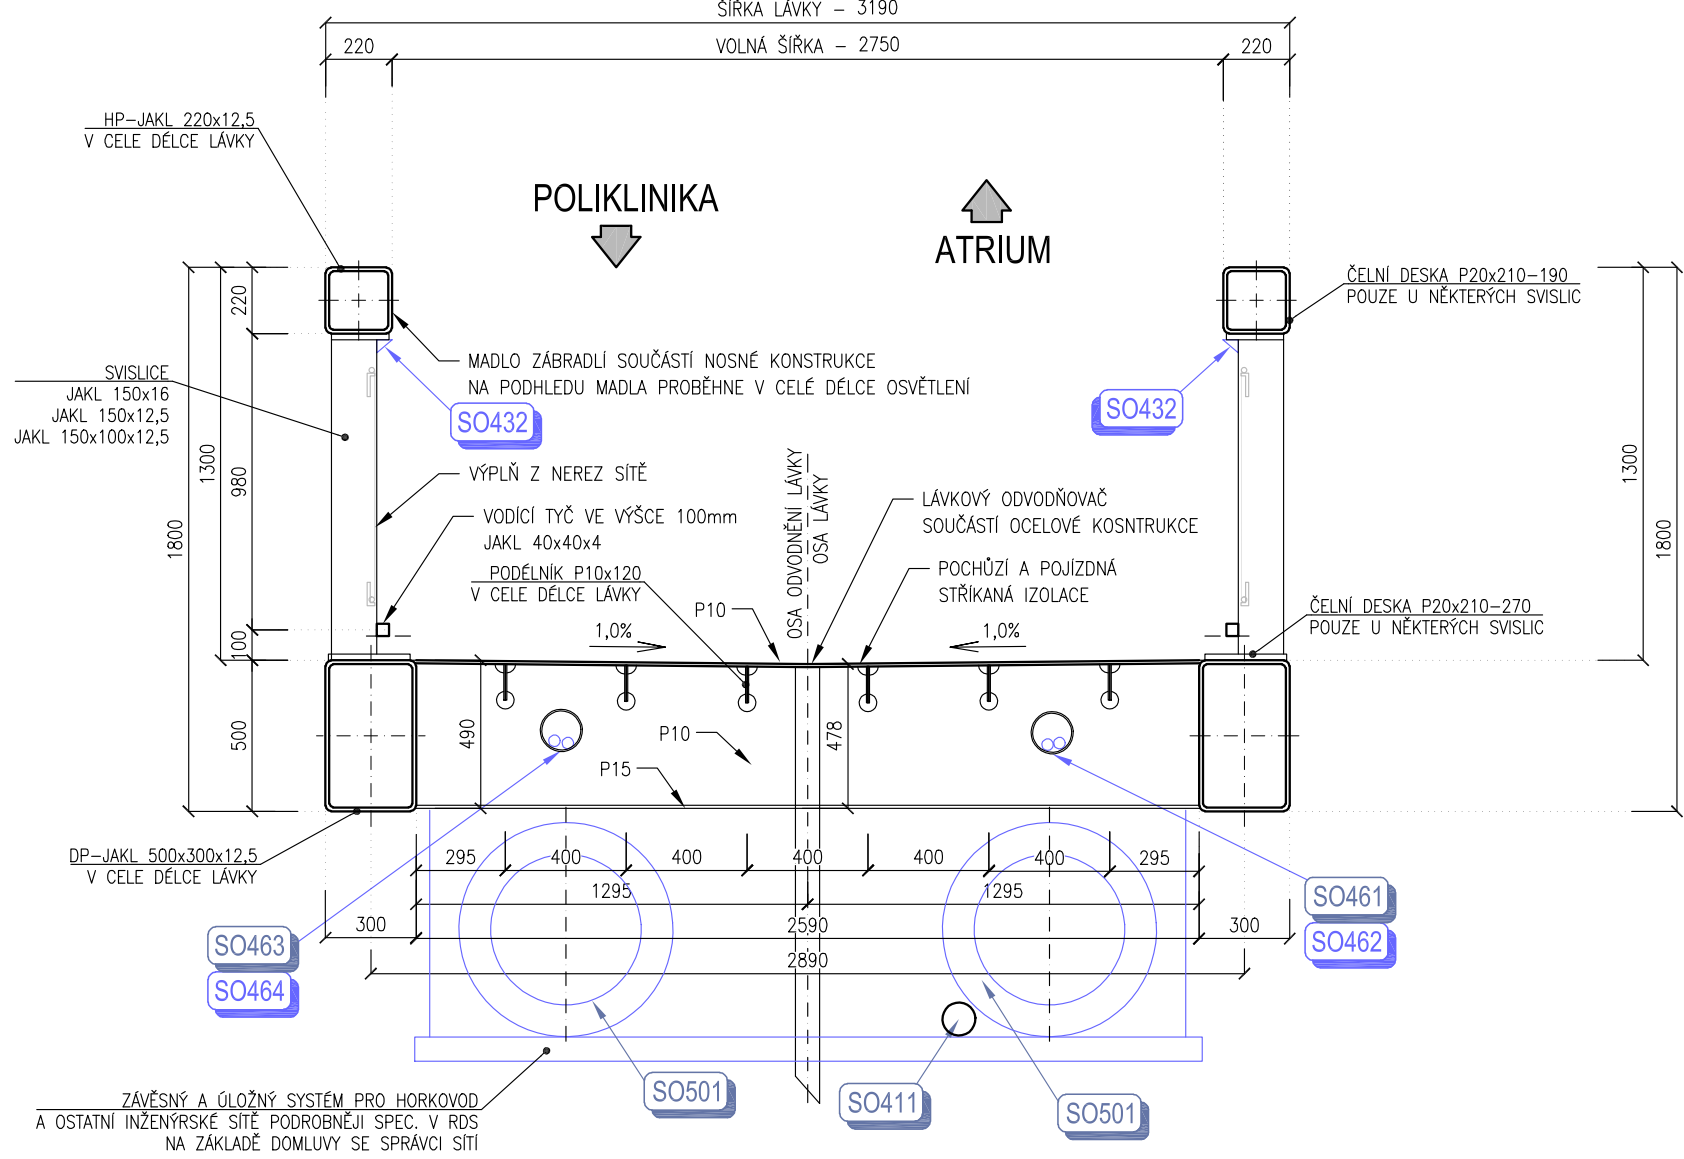 ŠÍŘKA LÁVKY – 3190
220
VOLNÁ ŠÍŘKA – 2750
220
HP–JAKL 220x12,5
V CELE DÉLCE LÁVKY
POLIKLINIKA
ATRIUM
ČELNÍ DESKA P20x210–190
POUZE U NĚKTERÝCH SVISLIC
220
MADLO ZÁBRADLÍ SOUČÁSTÍ NOSNÉ KONSTRUKCE
NA PODHLEDU MADLA PROBĚHNE V CELÉ DÉLCE OSVĚTLENÍ
SVISLICE
JAKL 150x16
JAKL 150x12,5
JAKL 150x100x12,5
SO432
SO432
1800
1300
980
1300
1800
VÝPLŇ Z NEREZ SÍTĚ
VODÍCÍ TYČ VE VÝŠCE 100mm
JAKL 40x40x4
PODÉLNÍK P10x120
V CELE DÉLCE LÁVKY
OSA ODVODNĚNÍ LÁVKY
OSA LÁVKY
LÁVKOVÝ ODVODŇOVAČ
SOUČÁSTÍ OCELOVÉ KOSNTRUKCE
POCHŮZÍ A POJÍZDNÁ
STŘÍKANÁ IZOLACE
P10
ČELNÍ DESKA P20x210–270
POUZE U NĚKTERÝCH SVISLIC
100
1,0%
1,0%
500
490
478
P10
P15
DP–JAKL 500x300x12,5
V CELE DÉLCE LÁVKY
295
400
400
400
400
400
295
1295
1295
300
2590
300
2890
SO463
SO464
SO461
SO462
SO501
SO411
SO501
ZÁVĚSNÝ A ÚLOŽNÝ SYSTÉM PRO HORKOVOD
A OSTATNÍ INŽENÝRSKÉ SÍTĚ PODROBNĚJI SPEC. V RDS
NA ZÁKLADĚ DOMLUVY SE SPRÁVCI SÍTÍ